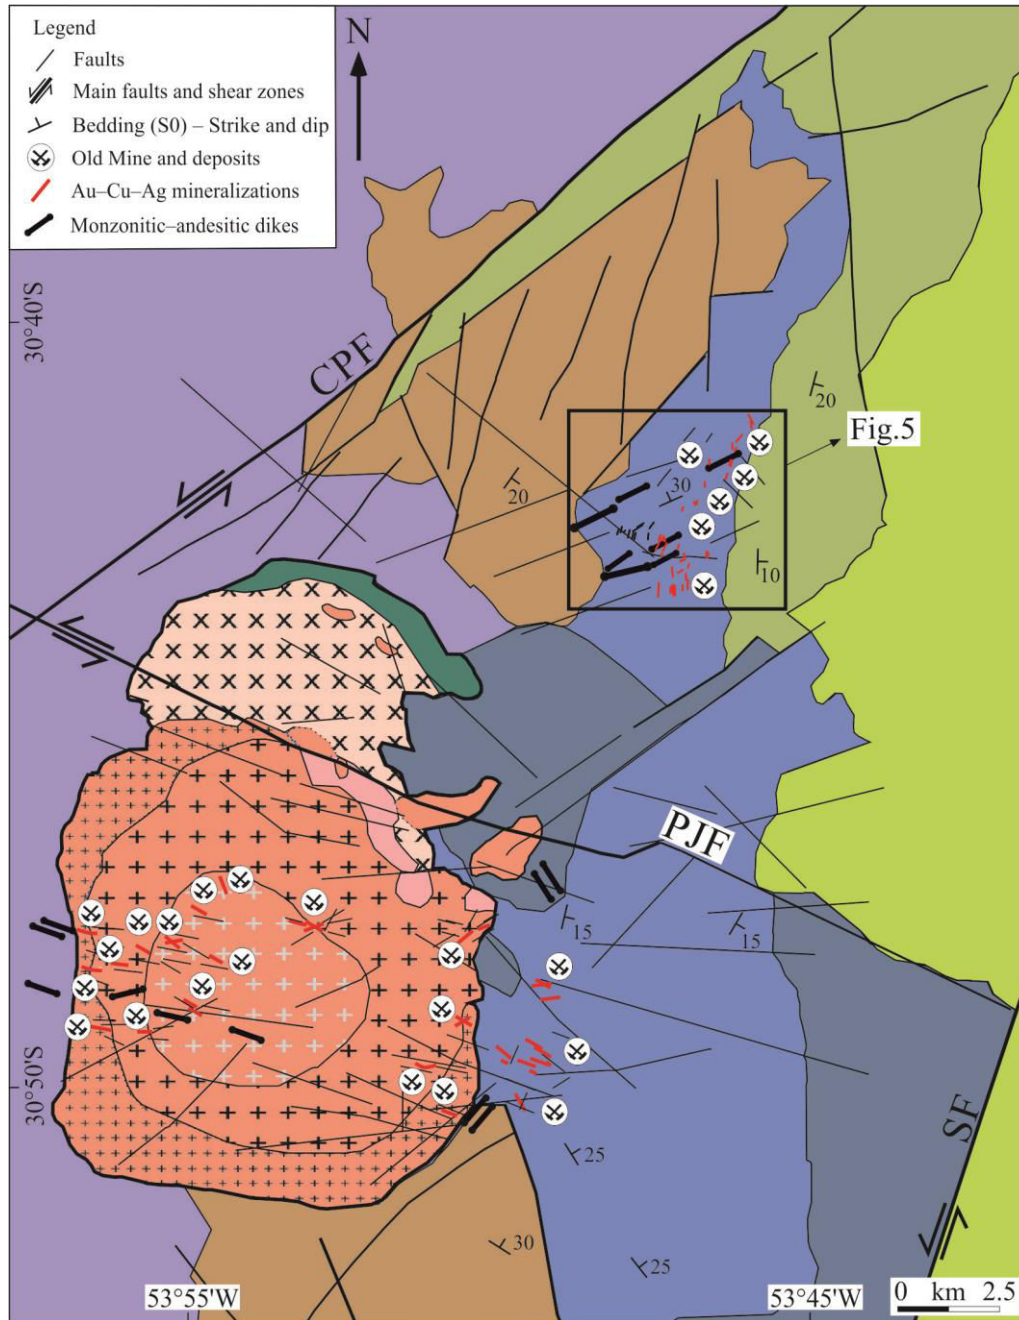 Legend
Faults
Main faults and shear zones
Bedding (S0) – Strike and dip
Old Mine and deposits
Au–Cu–Ag mineralizations
Monzonitic–andesitic dikes
N
30°40'S
CPF
20
Fig.5
20
30
10
PJF
15
15
30°50'S
25
SF
30
25
53°55'W
53°45'W
0 km 2.5